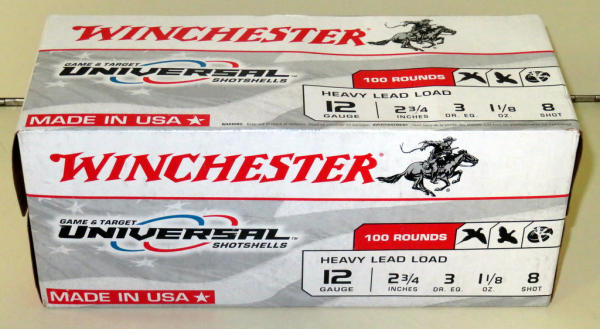 WINCHESTER
GAME & TARGET
UNIVERSAL™
SHOTSHELLS
100 ROUNDS
HEAVY LEAD LOAD
12 2 3/4 3 1 1/8 8
GAUGE INCHES DR. EQ. OZ. SHOT
MADE IN USA
WINCHESTER
GAME & TARGET
UNIVERSAL™
SHOTSHELLS
100 ROUNDS
HEAVY LEAD LOAD
12 2 3/4 3 1 1/8 8
GAUGE INCHES DR. EQ. OZ. SHOT
MADE IN USA